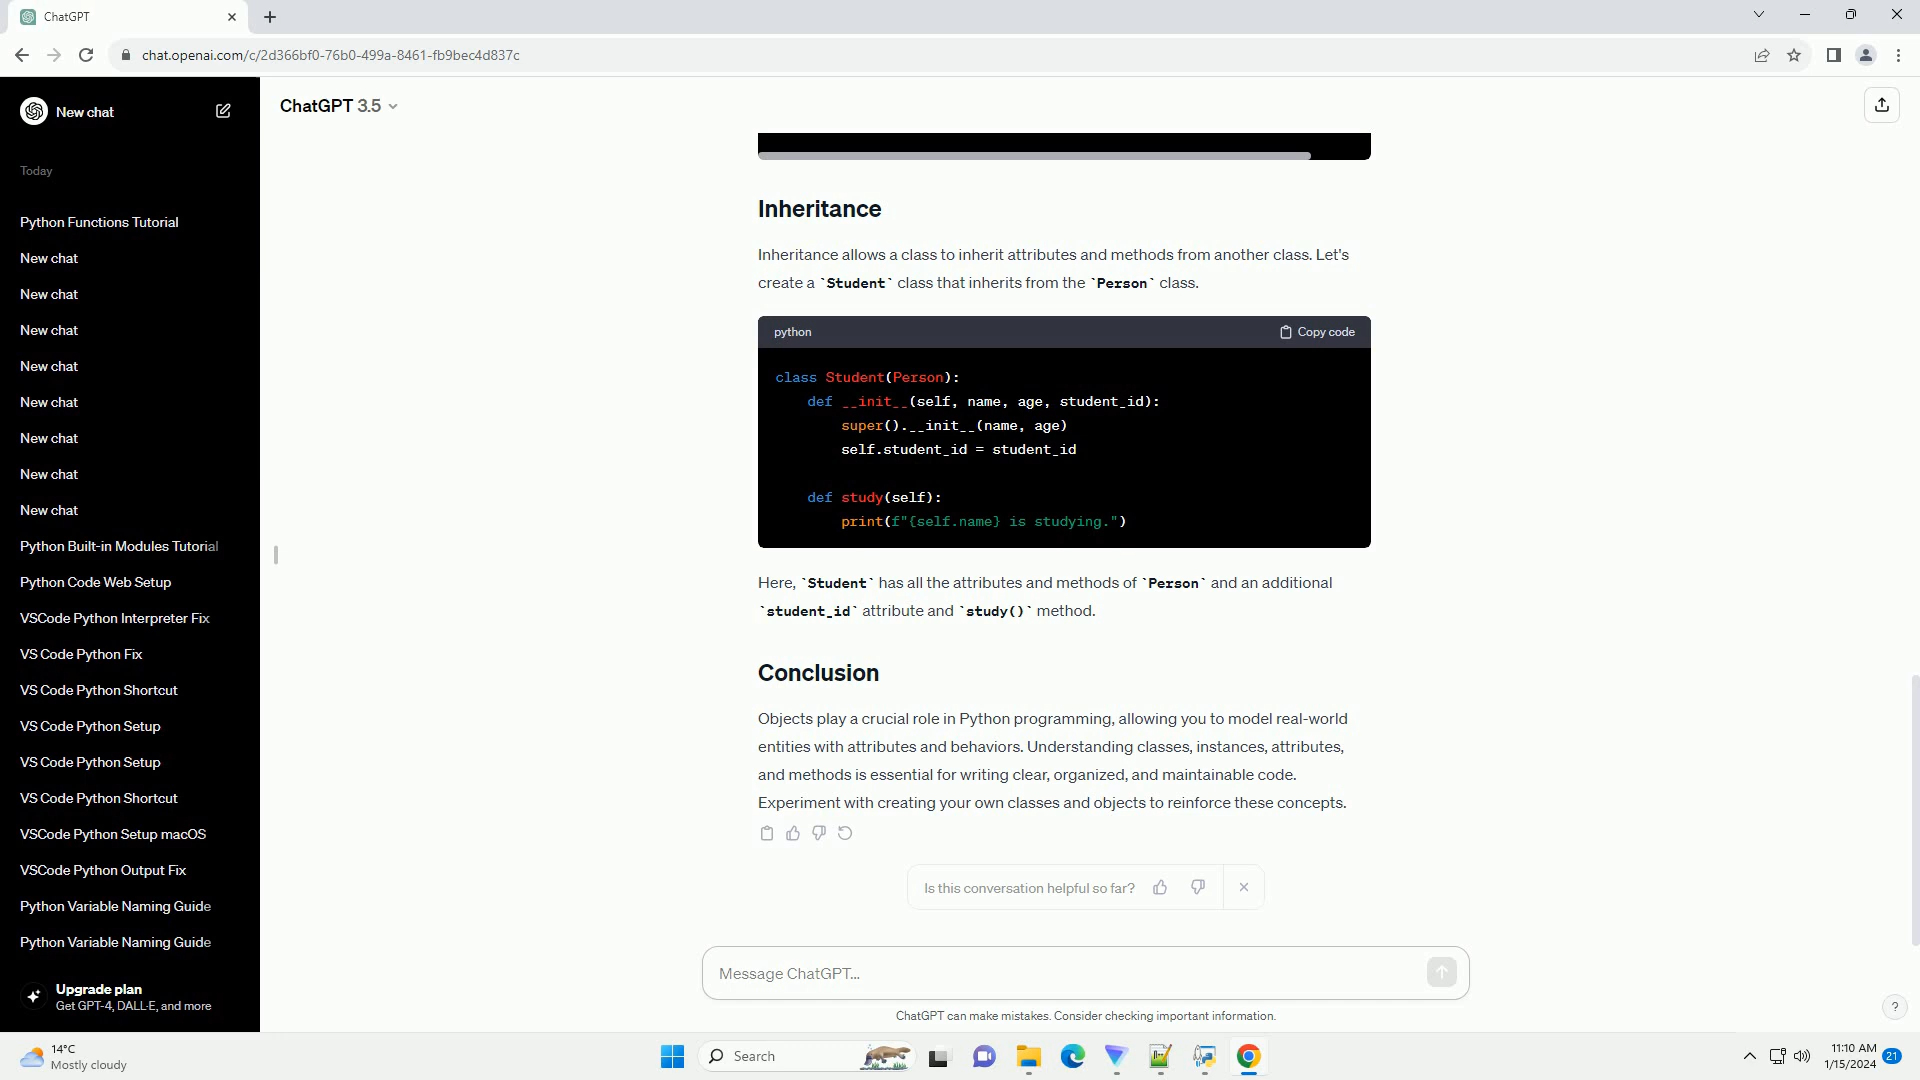 ChatGPT
chat.openai.com/c/2d366bf0-76b0-499a-8461-fb9bec4d837c
New chat
Today
Python Functions Tutorial
New chat
New chat
New chat
New chat
New chat
New chat
New chat
New chat
Python Built-in Modules Tutorial
Python Code Web Setup
VSCode Python Interpreter Fix
VS Code Python Fix
VS Code Python Shortcut
VS Code Python Setup
VS Code Python Setup
VS Code Python Shortcut
VSCode Python Setup macOS
VSCode Python Output Fix
Python Variable Naming Guide
Python Variable Naming Guide
Upgrade plan
Get GPT-4, DALL·E, and more
ChatGPT 3.5
Inheritance
Inheritance allows a class to inherit attributes and methods from another class. Let's
create a `Student` class that inherits from the `Person` class.
python Copy code
class Student(Person):
    def __init__(self, name, age, student_id):
        super().__init__(name, age)
        self.student_id = student_id
    def study(self):
        print(f"{self.name} is studying.")
Here, `Student` has all the attributes and methods of `Person` and an additional
`student_id` attribute and `study()` method.
Conclusion
Objects play a crucial role in Python programming, allowing you to model real-world
entities with attributes and behaviors. Understanding classes, instances, attributes,
and methods is essential for writing clear, organized, and maintainable code.
Experiment with creating your own classes and objects to reinforce these concepts.
Is this conversation helpful so far?
Message ChatGPT...
ChatGPT can make mistakes. Consider checking important information.
?
14°C
Mostly cloudy
Search
11:10 AM
1/15/2024
21